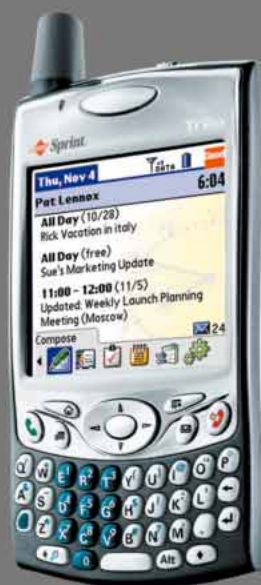 Sprint
Treo
Thu, Nov 4
DATA
Pat Lennox 6:04
All Day (10/28)
Rick Vacation in italy
All Day (free)
Sue's Marketing Update
11:00 - 12:00 (11/5)
Updated: Weekly Launch Planning
Meeting (Moscow)
Compose 24
Q W E R T Y U I O P
A S D F G H J K L
Z X C V B N M
0 Alt